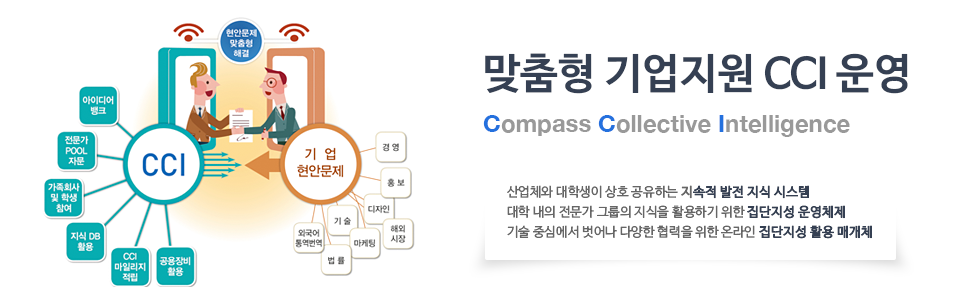 현안문제
맞춤형
해결
아이디어
뱅크
전문가
POOL
자문
가족회사
및 학생
참여
지식 DB
활용
CCI
마일리지
적립
공용장비
활용
CCI
기 업
현안문제
경 영
홍 보
디자인
해외
시장
기 술
마케팅
외국어
통역번역
법 률
맞춤형 기업지원 CCI 운영
Compass Collective Intelligence
산업체와 대학생이 상호 공유하는 지속적 발전 지식 시스템
대학 내의 전문가 그룹의 지식을 활용하기 위한 집단지성 운영체제
기술 중심에서 벗어나 다양한 협력을 위한 온라인 집단지성 활용 매개체